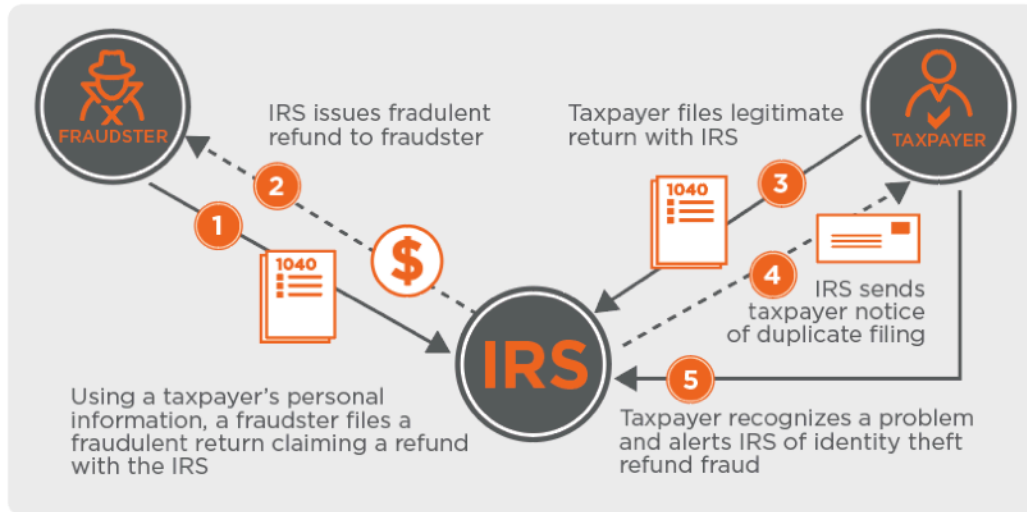 FRAUDSTER
IRS issues fradulent
refund to fraudster
2
1
1040
$
Using a taxpayer's personal
information, a fraudster files a
fraudulent return claiming a refund
with the IRS
IRS
Taxpayer files legitimate
return with IRS
TAXPAYER
3
1040
4
IRS sends
taxpayer notice
of duplicate filing
5
Taxpayer recognizes a problem
and alerts IRS of identity theft
refund fraud